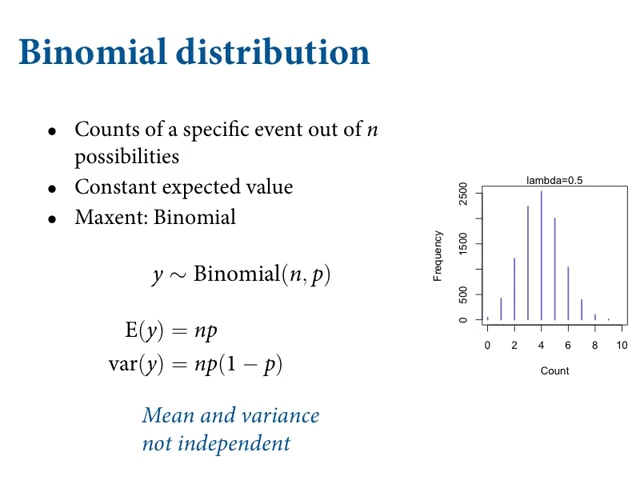 Binomial distribution
• Counts of a specific event out of n
possibilities
• Constant expected value
• Maxent: Binomial
y ∼ Binomial(n, p)
E(y) = np
var(y) = np(1 − p)
Mean and variance
not independent
lambda=0.5
Frequency
2500
1500
500
0
0 2 4 6 8 10
Count